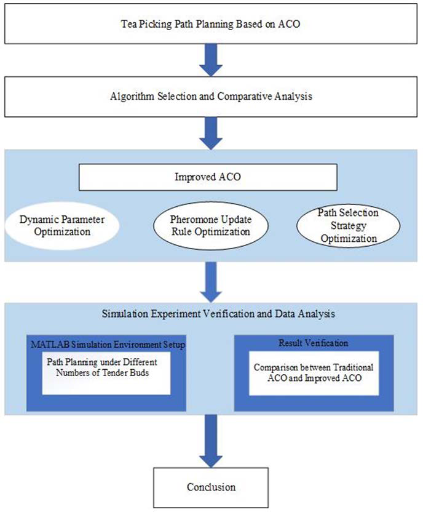 Tea Picking Path Planning Based on ACO
Algorithm Selection and Comparative Analysis
Improved ACO
Dynamic Parameter
Optimization
Pheromone Update
Rule Optimization
Path Selection
Strategy
Optimization
Simulation Experiment Verification and Data Analysis
MATLAB Simulation Environment Setup
Path Planning under Different
Numbers of Tender Buds
Result Verification
Comparison between Traditional
ACO and Improved ACO
Conclusion